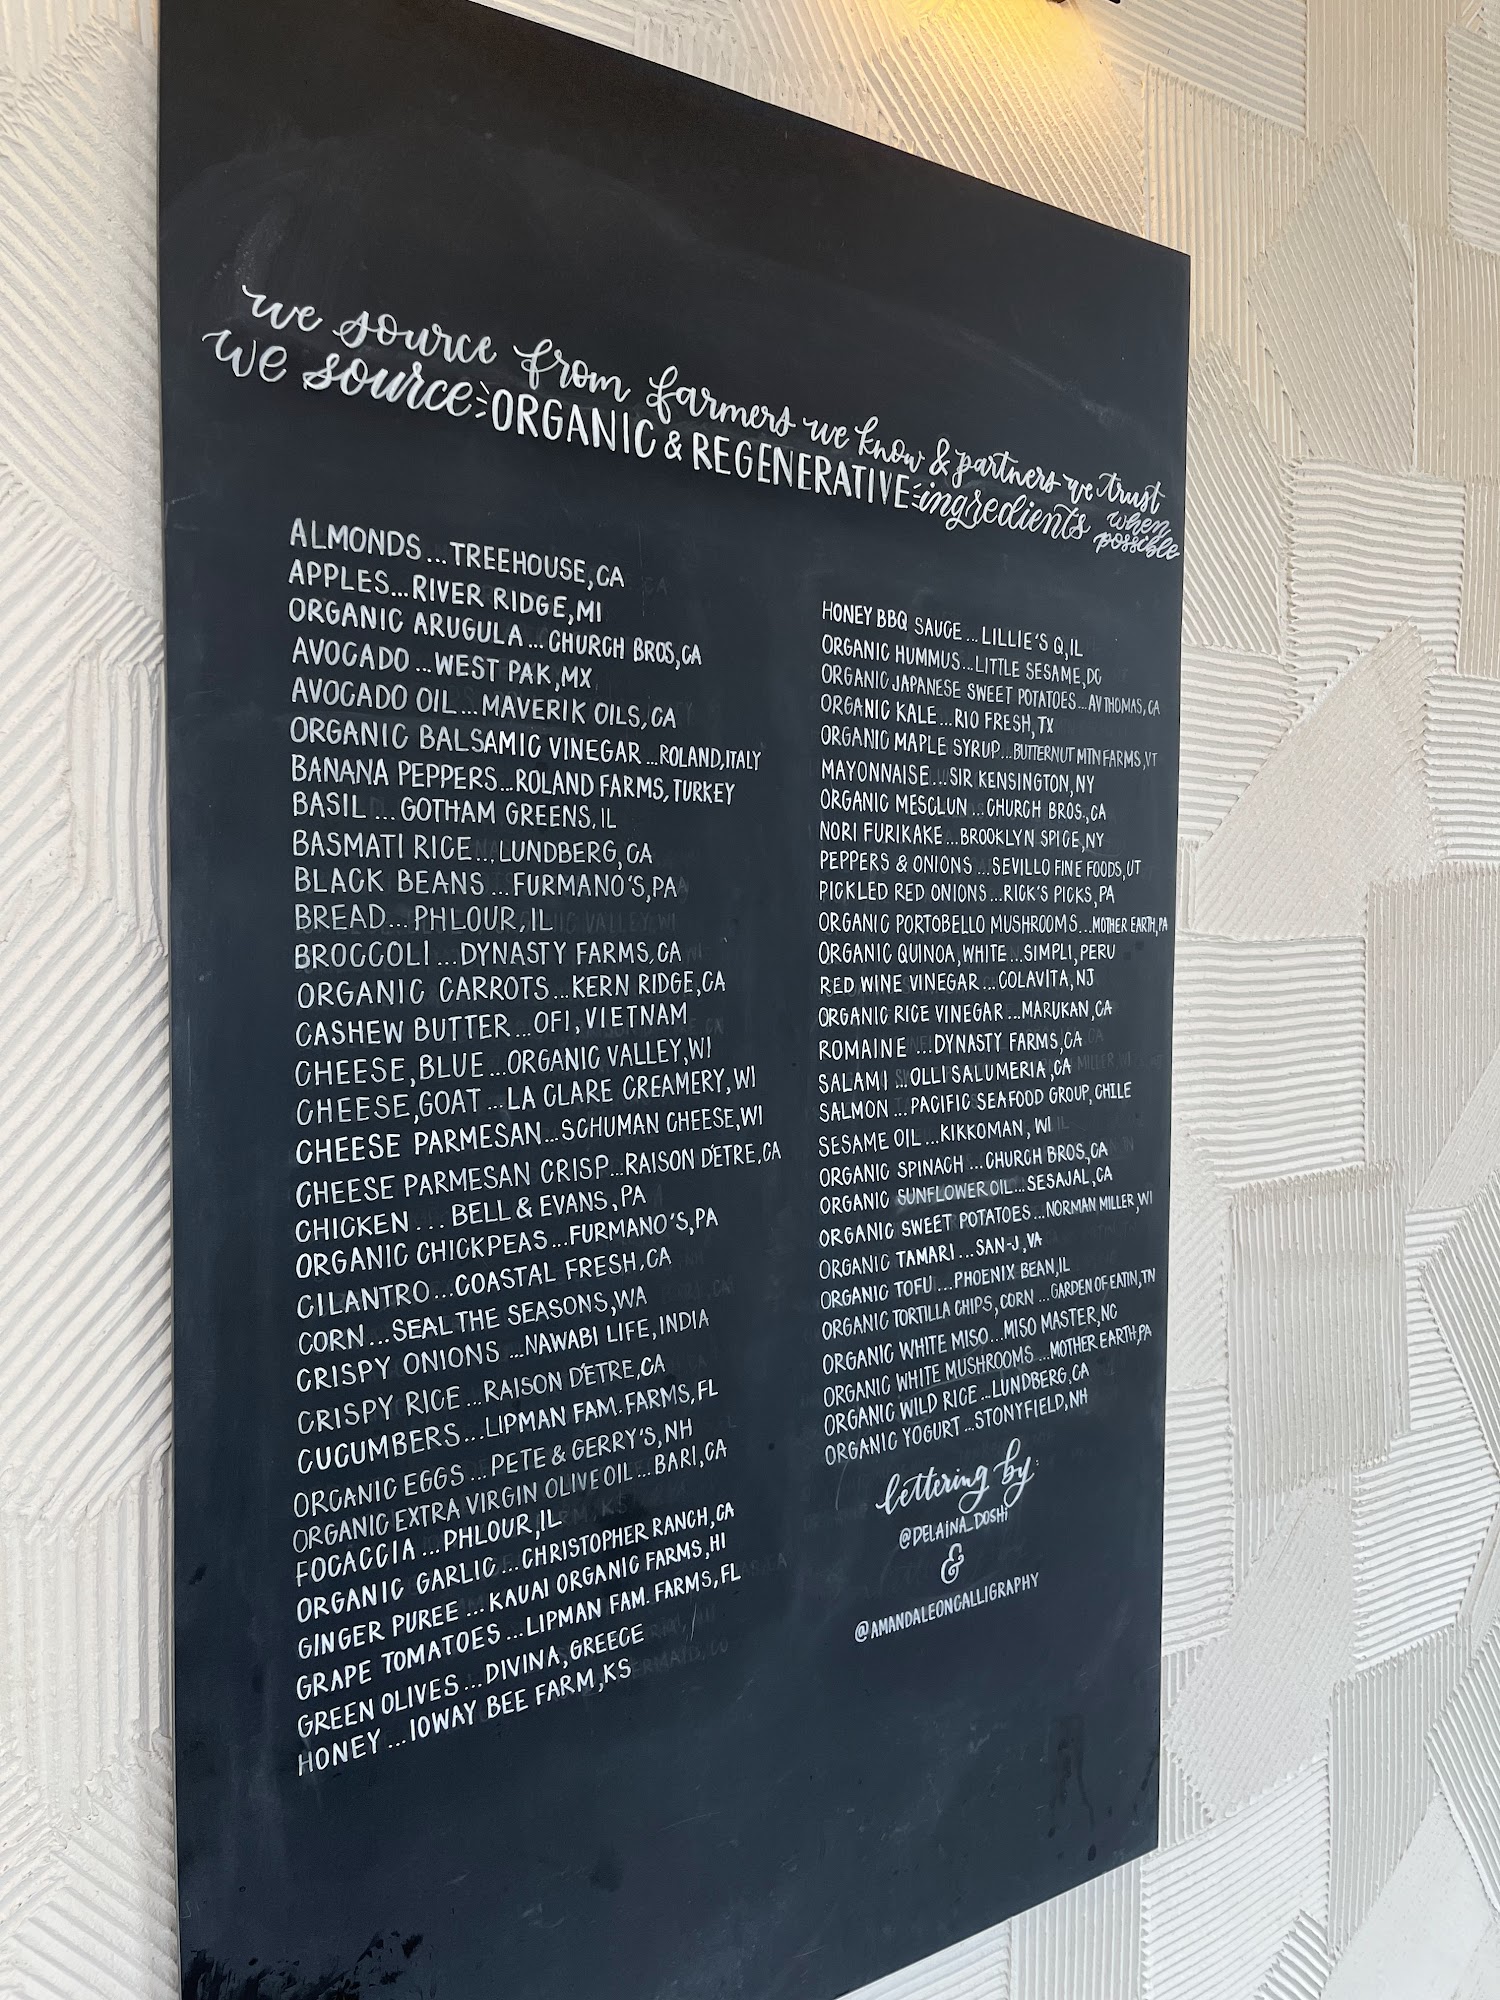 we source from farmers we know & partners we trust
we source ORGANIC & REGENERATIVE ingredients when possible
ALMONDS...TREEHOUSE, CA
APPLES...RIVER RIDGE, MI
ORGANIC ARUGULA...CHURCH BROS, CA
AVOCADO...WEST PAK, MX
AVOCADO OIL...MAVERIK OILS, CA
ORGANIC BALSAMIC VINEGAR...ROLAND, ITALY
BANANA PEPPERS...ROLAND FARMS, TURKEY
BASIL...GOTHAM GREENS, IL
BASMATI RICE...LUNDBERG, CA
BLACK BEANS...FURMANO'S, PA
BREAD...PHLOUR, IL
BROCCOLI...DYNASTY FARMS, CA
ORGANIC CARROTS...KERN RIDGE, CA
CASHEW BUTTER...OFI, VIETNAM
CHEESE, BLUE...ORGANIC VALLEY, WI
CHEESE, GOAT...LA CLARE CREAMERY, WI
CHEESE PARMESAN...SCHUMAN CHEESE, WI
CHEESE PARMESAN CRISP...RAISON D'ETRE, CA
CHICKEN...BELL & EVANS, PA
ORGANIC CHICKPEAS...FURMANO'S, PA
CILANTRO...COASTAL FRESH, CA
CORN...SEAL THE SEASONS, WA
CRISPY ONIONS...NAWABI LIFE, INDIA
CRISPY RICE...RAISON D'ETRE, CA
CUCUMBERS...LIPMAN FAM. FARMS, FL
ORGANIC EGGS...PETE & GERRY'S, NH
ORGANIC EXTRA VIRGIN OLIVE OIL...BARI, CA
FOCACCIA...PHLOUR, IL
ORGANIC GARLIC...CHRISTOPHER RANCH, CA
GINGER PUREE...KAUAI ORGANIC FARMS, HI
GRAPE TOMATOES...LIPMAN FAM. FARMS, FL
GREEN OLIVES...DIVINA, GREECE
HONEY...IOWAY BEE FARM, KS
HONEY BBQ SAUCE...LILLIE'S Q, IL
ORGANIC HUMMUS...LITTLE SESAME, DC
ORGANIC JAPANESE SWEET POTATOES...AV THOMAS, CA
ORGANIC KALE...RIO FRESH, TX
ORGANIC MAPLE SYRUP...BUTTERNUT MTN FARMS, VT
MAYONNAISE...SIR KENSINGTON, NY
ORGANIC MESCLUN...CHURCH BROS., CA
NORI FURIKAKE...BROOKLYN SPICE, NY
PEPPERS & ONIONS...SEVILLO FINE FOODS, UT
PICKLED RED ONIONS...RICK'S PICKS, PA
ORGANIC PORTOBELLO MUSHROOMS...MOTHER EARTH, PA
ORGANIC QUINOA, WHITE...SIMPLI, PERU
RED WINE VINEGAR...COLAVITA, NJ
ORGANIC RICE VINEGAR...MARUKAN, CA
ROMAINE...DYNASTY FARMS, CA
SALAMI...OLLI SALUMERIA, CA
SALMON...PACIFIC SEAFOOD GROUP, CHILE
SESAME OIL...KIKKOMAN, WI
ORGANIC SPINACH...CHURCH BROS, CA
ORGANIC SUNFLOWER OIL...SESAJAL, CA
ORGANIC SWEET POTATOES...NORMAN MILLER, WI
ORGANIC TAMARI...SAN-J, VA
ORGANIC TOFU...PHOENIX BEAN, IL
ORGANIC TORTILLA CHIPS, CORN...GARDEN OF EATIN, TN
ORGANIC WHITE MISO...MISO MASTER, NC
ORGANIC WHITE MUSHROOMS...MOTHER EARTH, PA
ORGANIC WILD RICE...LUNDBERG, CA
ORGANIC YOGURT...STONYFIELD, NH
lettering by:
@DELAINA_DOSHi
&
@AMANDALEONCALLIGRAPHY